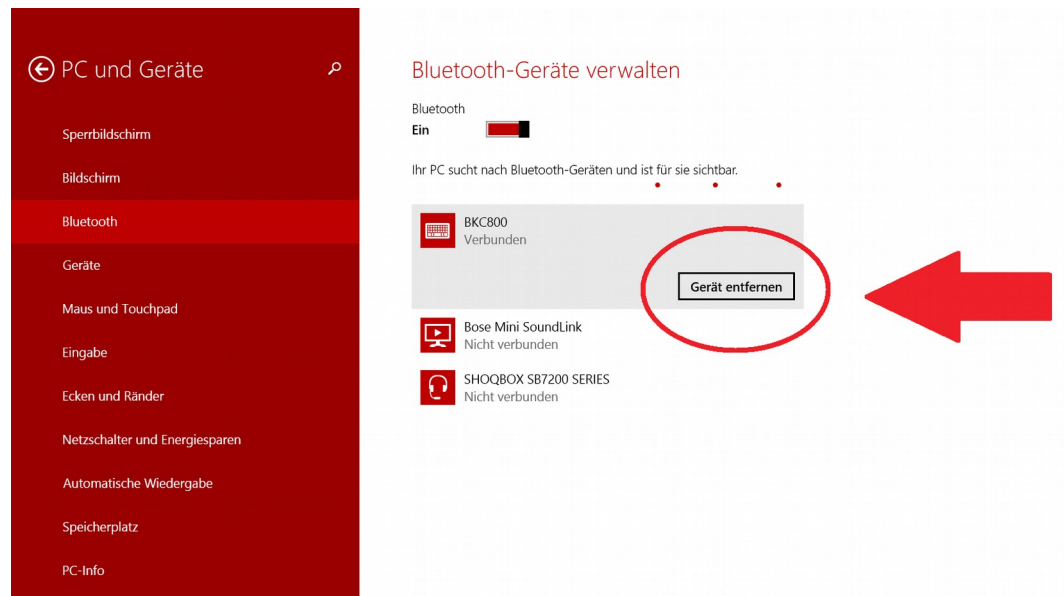 PC und Geräte
Sperrbildschirm
Bildschirm
Bluetooth
Geräte
Maus und Touchpad
Eingabe
Ecken und Ränder
Netzschalter und Energiesparen
Automatische Wiedergabe
Speicherplatz
PC-Info
Bluetooth-Geräte verwalten
Bluetooth
Ein
Ihr PC sucht nach Bluetooth-Geräten und ist für sie sichtbar.
BKC800
Verbunden
Gerät entfernen
Bose Mini SoundLink
Nicht verbunden
SHOQBOX SB7200 SERIES
Nicht verbunden